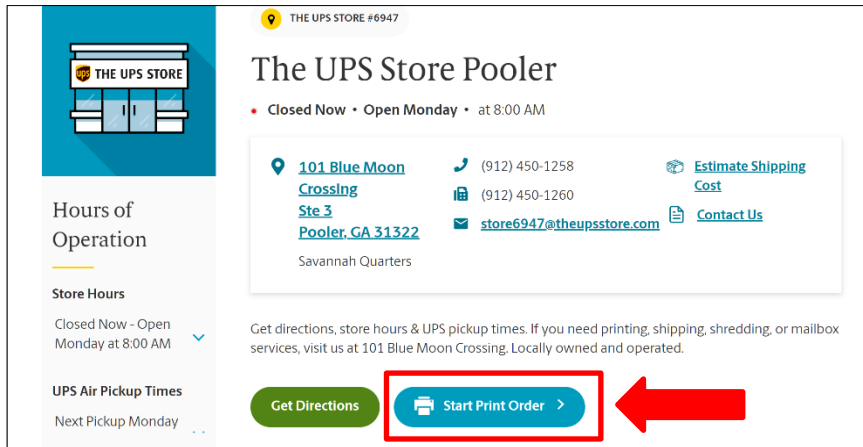 THE UPS STORE #6947
ups THE UPS STORE
The UPS Store Pooler
• Closed Now • Open Monday • at 8:00 AM
101 Blue Moon
Crossing
Ste 3
Pooler, GA 31322
Savannah Quarters
(912) 450-1258
(912) 450-1260
store6947@theupsstore.com
Estimate Shipping
Cost
Contact Us
Hours of
Operation
Store Hours
Closed Now - Open
Monday at 8:00 AM
UPS Air Pickup Times
Next Pickup Monday
Get directions, store hours & UPS pickup times. If you need printing, shipping, shredding, or mailbox
services, visit us at 101 Blue Moon Crossing. Locally owned and operated.
Get Directions
Start Print Order >